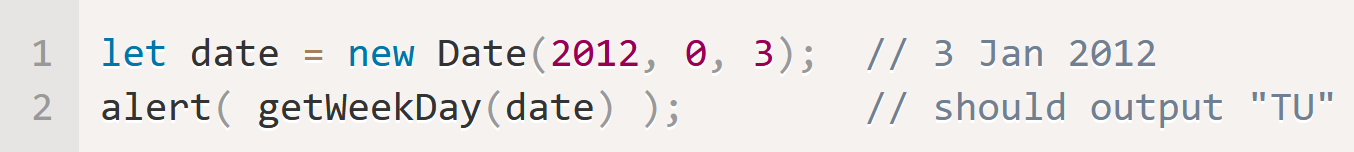 1 let date = new Date(2012, 0, 3);  // 3 Jan 2012
2 alert( getWeekDay(date) );        // should output "TU"